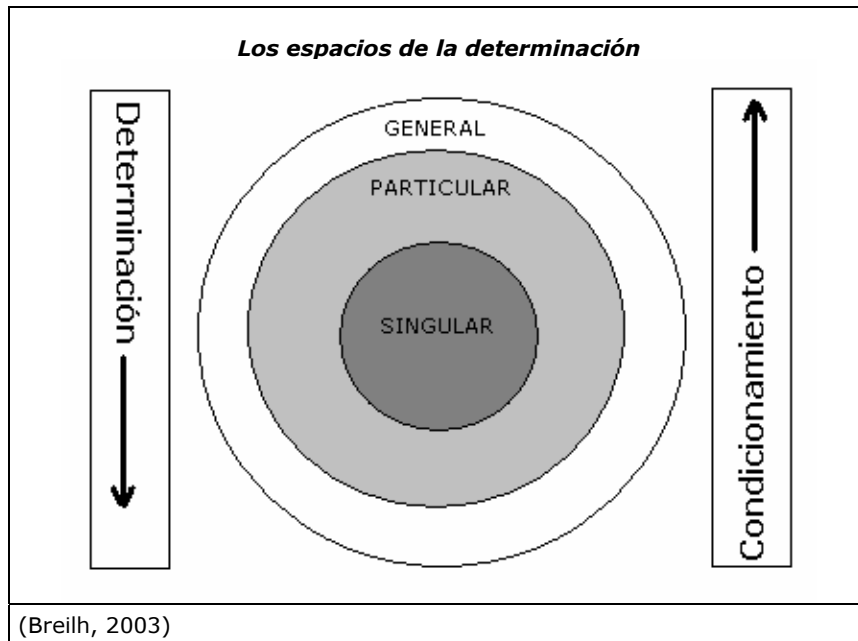 Los espacios de la determinación
Determinación
GENERAL
PARTICULAR
SINGULAR
Condicionamiento
(Breilh, 2003)